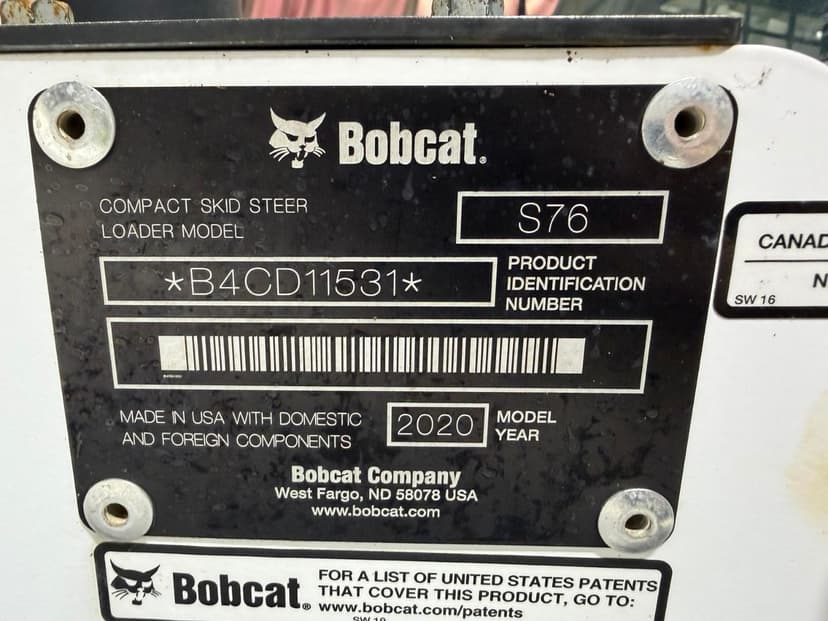 Bobcat.
COMPACT SKID STEER
LOADER MODEL
S76
*B4CD11531*
PRODUCT
IDENTIFICATION
NUMBER
MADE IN USA WITH DOMESTIC
AND FOREIGN COMPONENTS
2020
MODEL
YEAR
Bobcat Company
West Fargo, ND 58078 USA
www.bobcat.com
CANAD
N
SW 16
Bobcat.
FOR A LIST OF UNITED STATES PATENTS
THAT COVER THIS PRODUCT, GO TO:
www.bobcat.com/patents